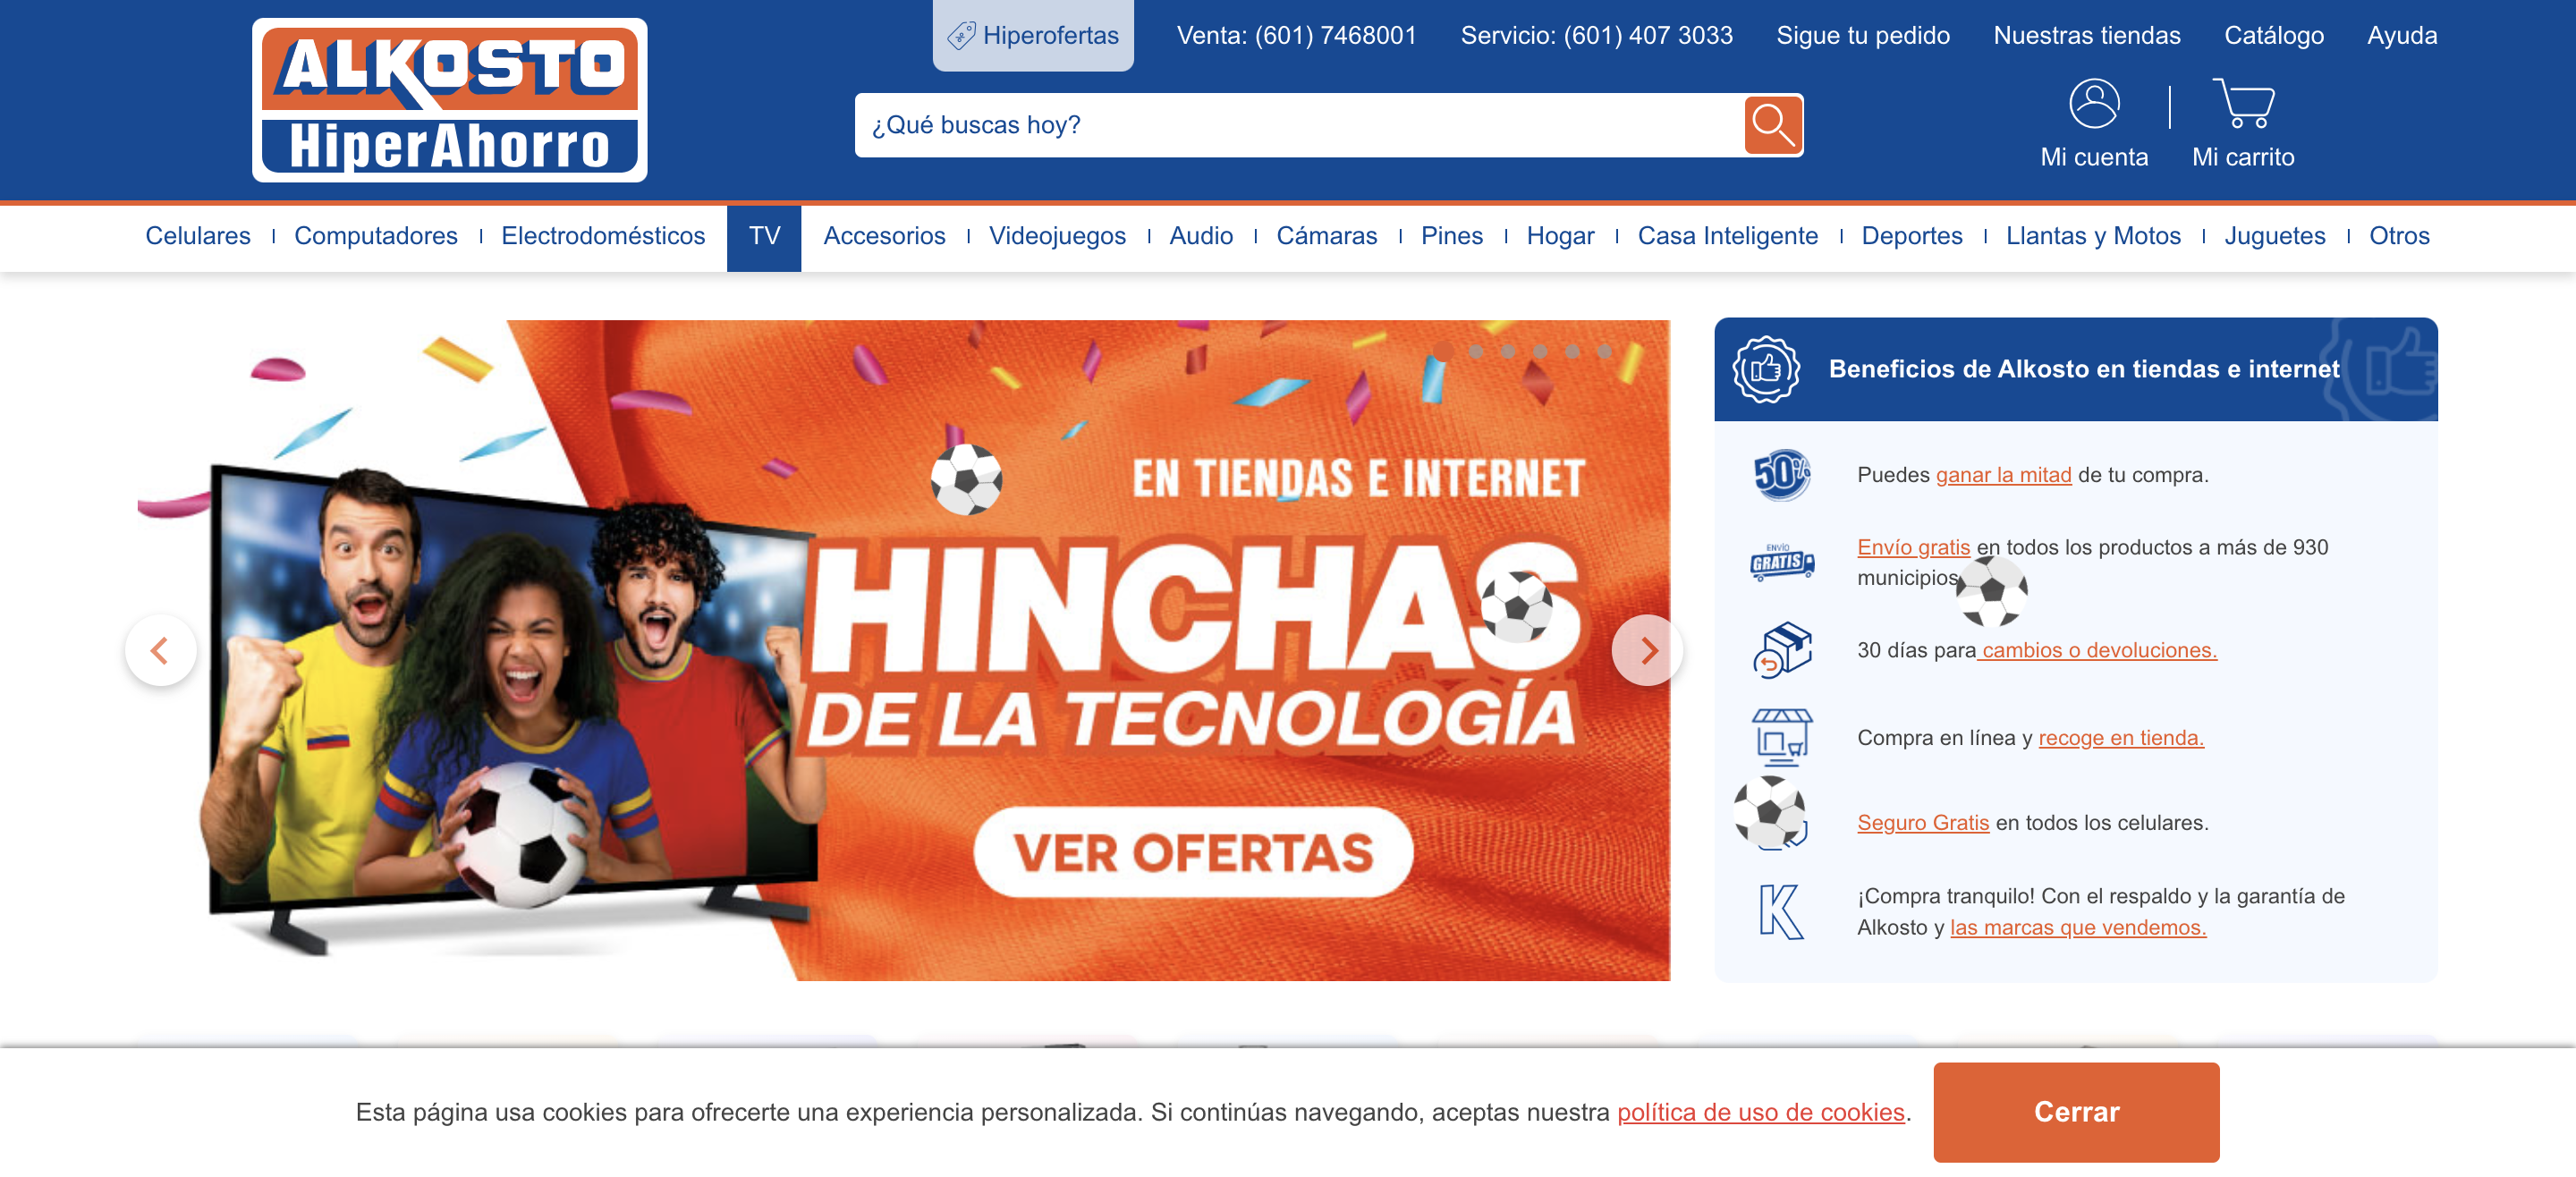 ALKOSTO
HiperAhorro
Hiperofertas
Venta: (601) 7468001
Servicio: (601) 407 3033
Sigue tu pedido
Nuestras tiendas
Catálogo
Ayuda
¿Qué buscas hoy?
Mi cuenta
Mi carrito
Celulares
Computadores
Electrodomésticos
TV
Accesorios
Videojuegos
Audio
Cámaras
Pines
Hogar
Casa Inteligente
Deportes
Llantas y Motos
Juguetes
Otros
EN TIENDAS E INTERNET
HINCHAS
DE LA TECNOLOGÍA
VER OFERTAS
Beneficios de Alkosto en tiendas e internet
50%
Puedes ganar la mitad de tu compra.
ENVÍO
GRATIS
Envío gratis en todos los productos a más de 930
municipios
30 días para cambios o devoluciones.
Compra en línea y recoge en tienda.
Seguro Gratis en todos los celulares.
K
¡Compra tranquilo! Con el respaldo y la garantía de
Alkosto y las marcas que vendemos.
Esta página usa cookies para ofrecerte una experiencia personalizada. Si continúas navegando, aceptas nuestra política de uso de cookies.
Cerrar